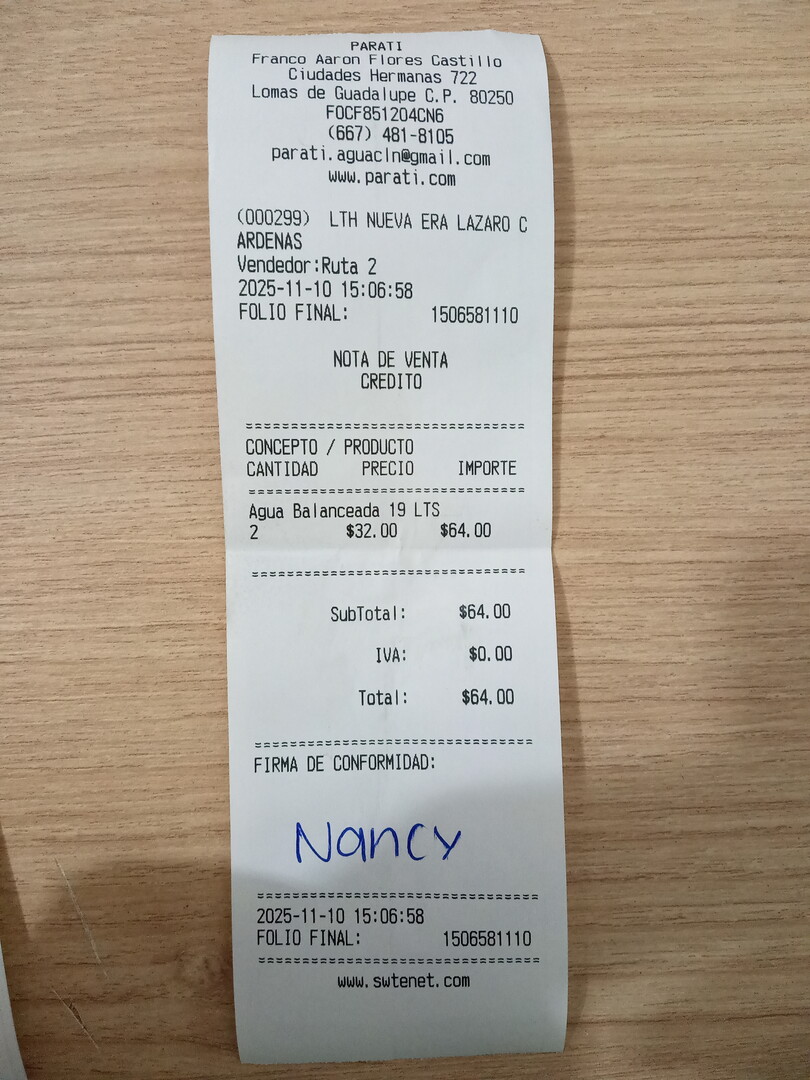 PARATI
Franco Aaron Flores Castillo
Ciudades Hermanas 722
Lomas de Guadalupe C.P. 80250
FOCF851204CN6
(667) 481-8105
parati.aguacln@gmail.com
www.parati.com
(000299) LTH NUEVA ERA LAZARO C
ARDENAS
Vendedor:Ruta 2
2025-11-10 15:06:58
FOLIO FINAL: 1506581110
NOTA DE VENTA
CREDITO
==============================
CONCEPTO / PRODUCTO
CANTIDAD PRECIO IMPORTE
==============================
Agua Balanceada 19 LTS
2 $32.00 $64.00
==============================
SubTotal: $64.00
IVA: $0.00
Total: $64.00
==============================
FIRMA DE CONFORMIDAD:
Nancy
==============================
2025-11-10 15:06:58
FOLIO FINAL: 1506581110
==============================
www.swtenet.com